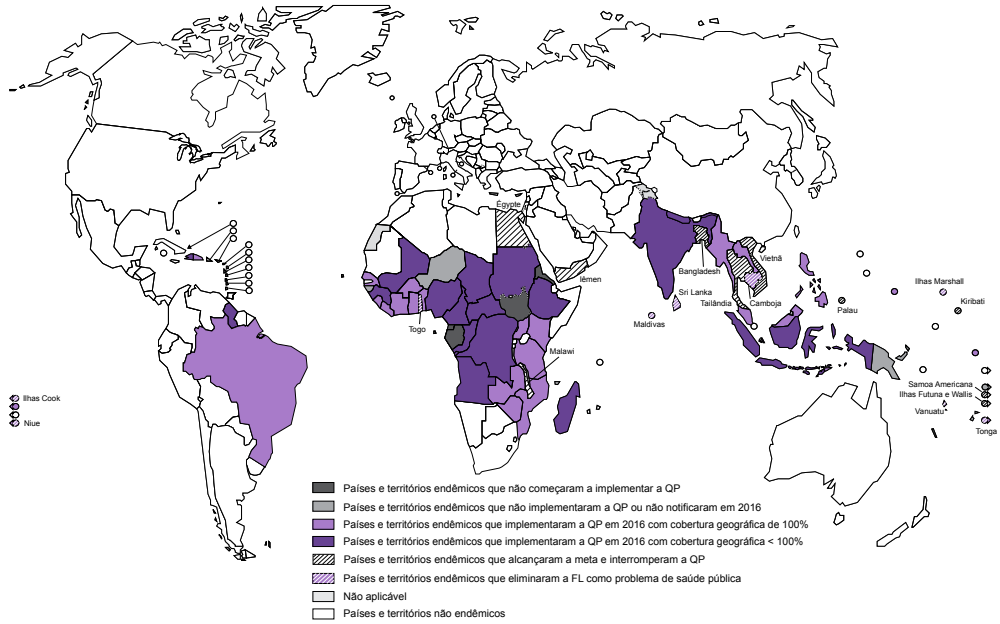 Égypte
Iêmen
Bangladesh
Vietnã
Sri Lanka
Tailândia
Camboja
Maldivas
Palau
Ilhas Marshall
Kiribati
Togo
Malawi
Samoa Americana
Ilhas Futuna e Wallis
Vanuatu
Tonga
Ilhas Cook
Niue
Países e territórios endêmicos que não começaram a implementar a QP
Países e territórios endêmicos que não implementaram a QP ou não notificaram em 2016
Países e territórios endêmicos que implementaram a QP em 2016 com cobertura geográfica de 100%
Países e territórios endêmicos que implementaram a QP em 2016 com cobertura geográfica < 100%
Países e territórios endêmicos que alcançaram a meta e interromperam a QP
Países e territórios endêmicos que eliminaram a FL como problema de saúde pública
Não aplicável
Países e territórios não endêmicos